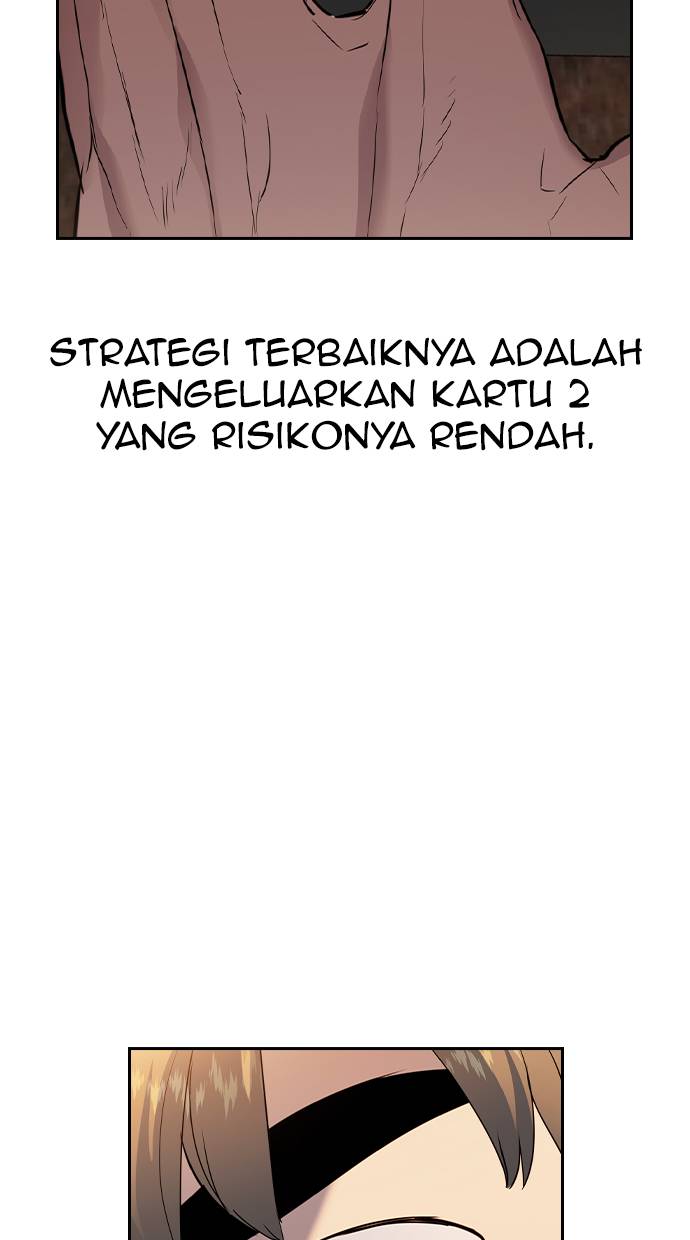 STRATEGI TERBAIKNYA ADALAH
MENGELUARKAN KARTU 2
YANG RISIKONYA RENDAH.